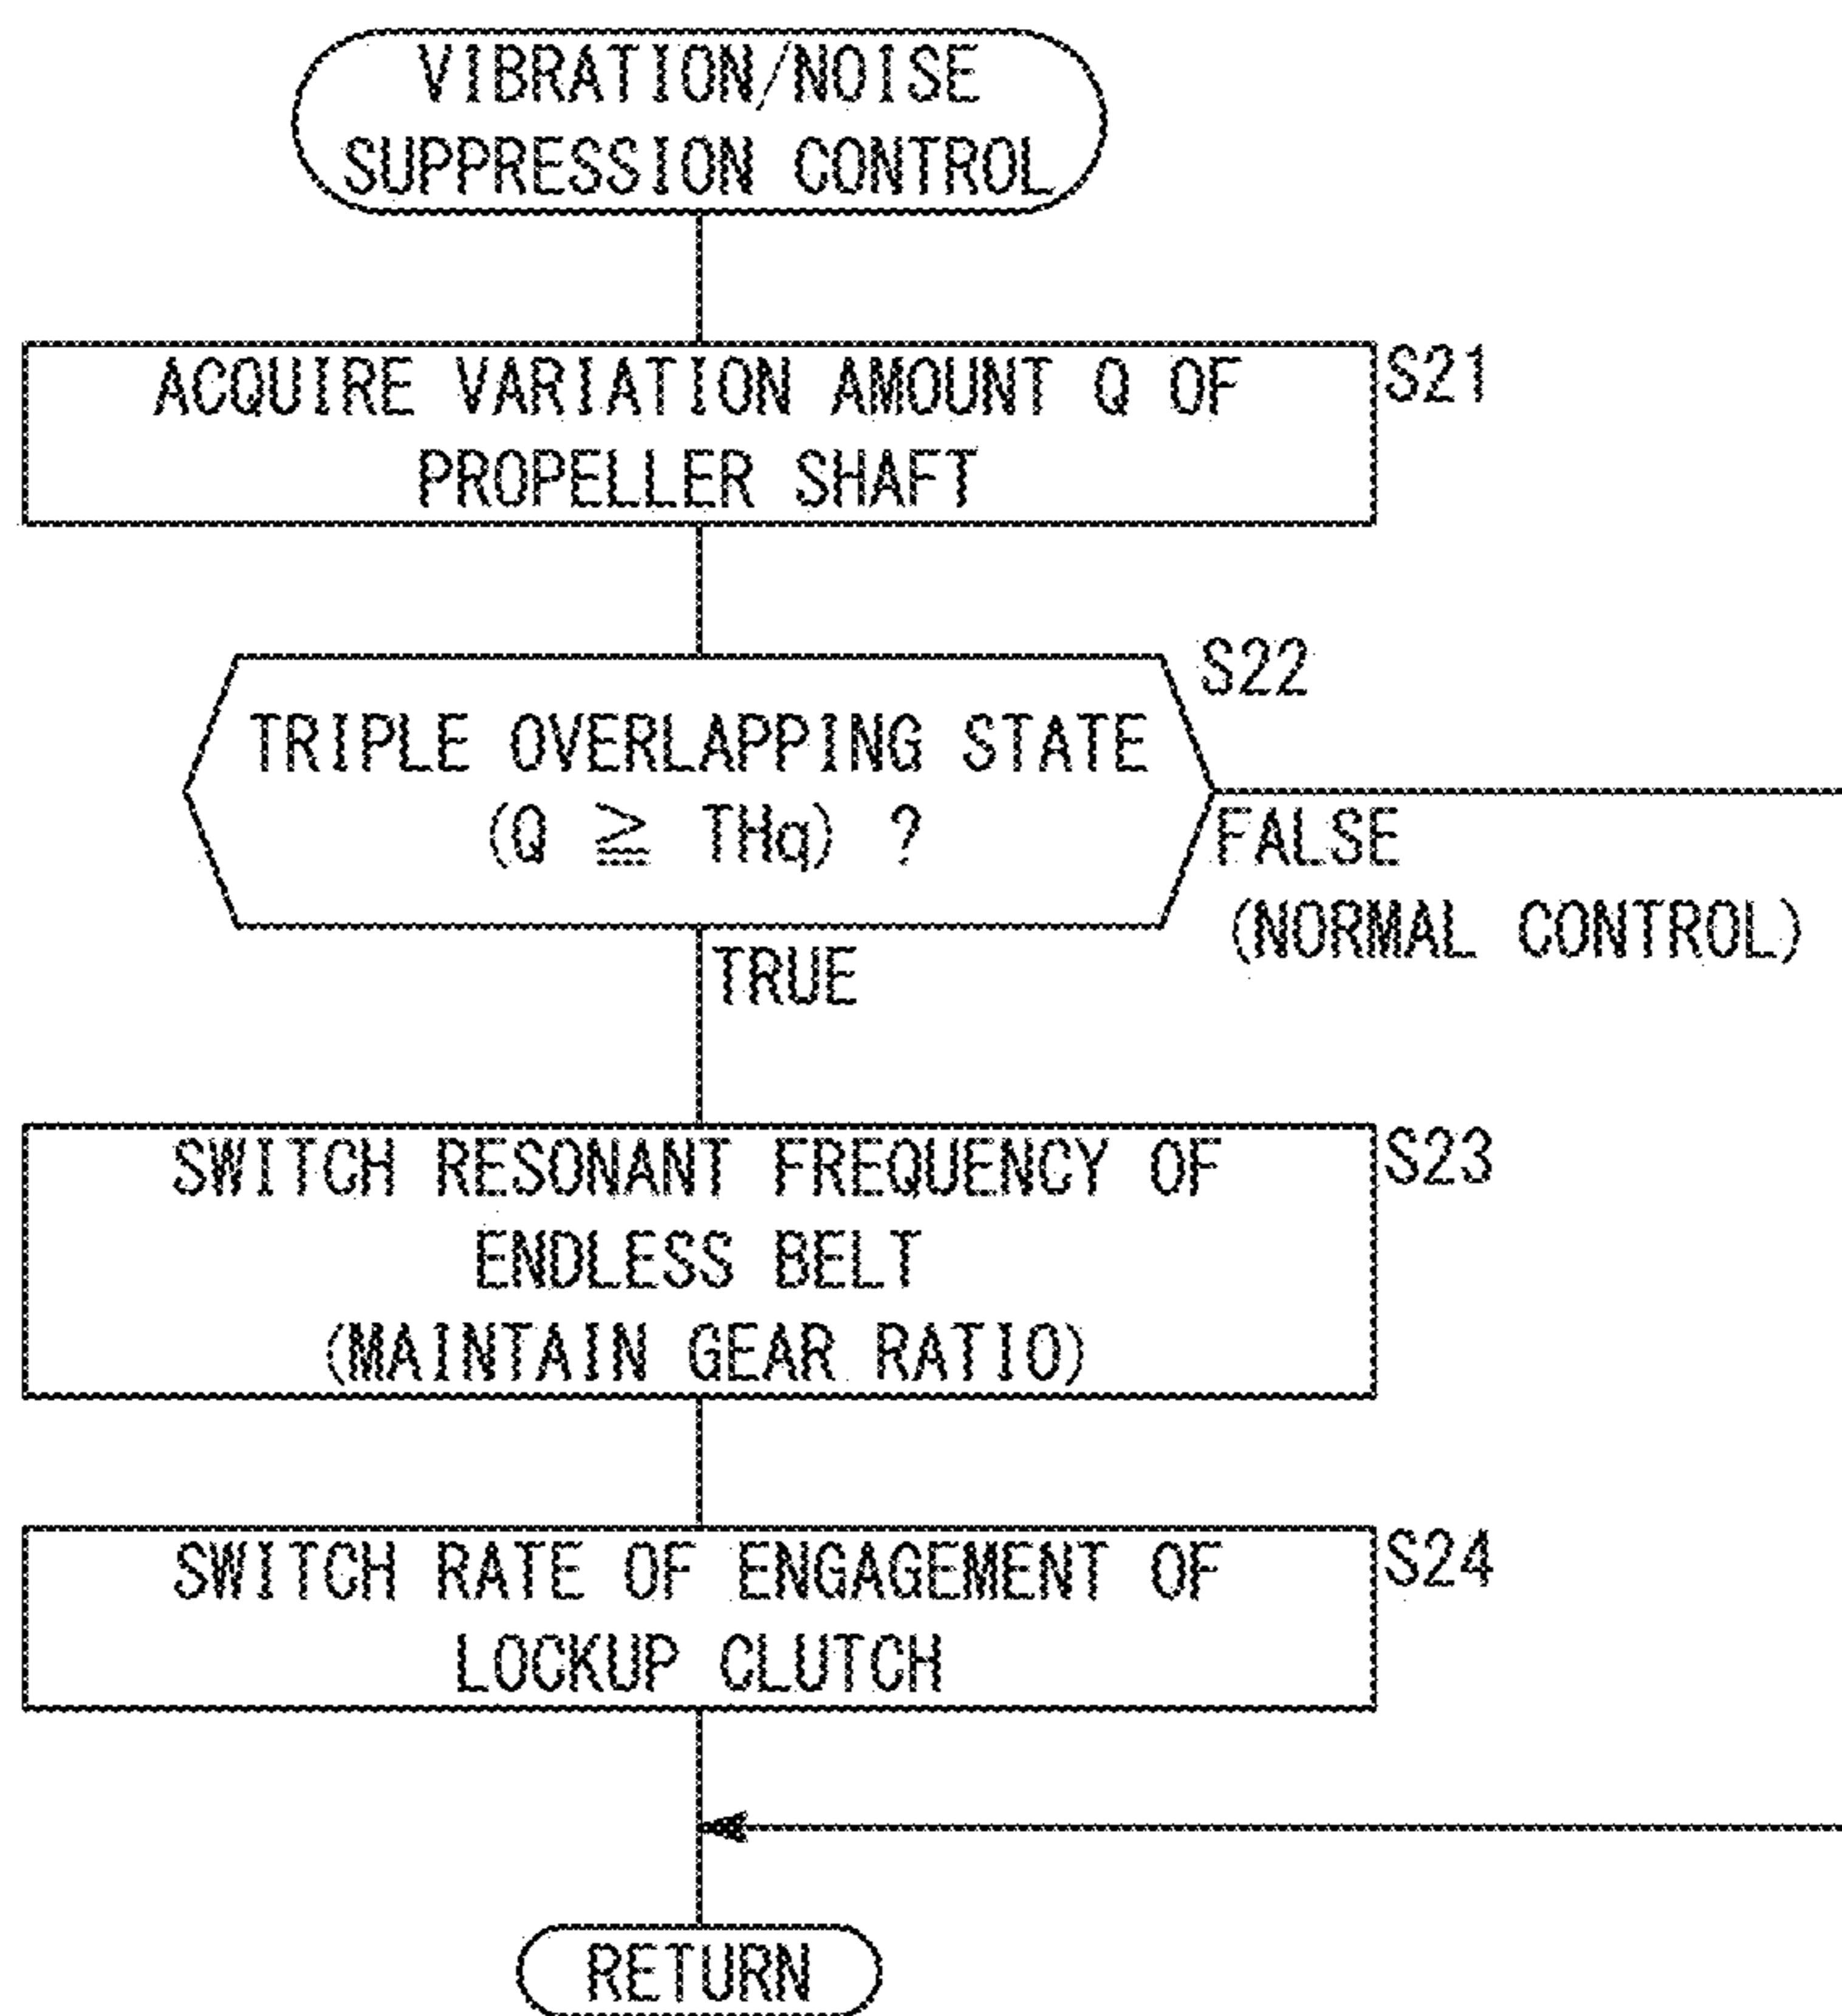 VIBRATION/NOISE
SUPPRESSION CONTROL
ACQUIRE VARIATION AMOUNT Q OF
PROPELLER SHAFT
S21
S22
TRIPLE OVERLAPPING STATE
(Q ≧ THq) ?
FALSE
(NORMAL CONTROL)
TRUE
SWITCH RESONANT FREQUENCY OF
ENDLESS BELT
(MAINTAIN GEAR RATIO)
S23
SWITCH RATE OF ENGAGEMENT OF
LOCKUP CLUTCH
S24
RETURN